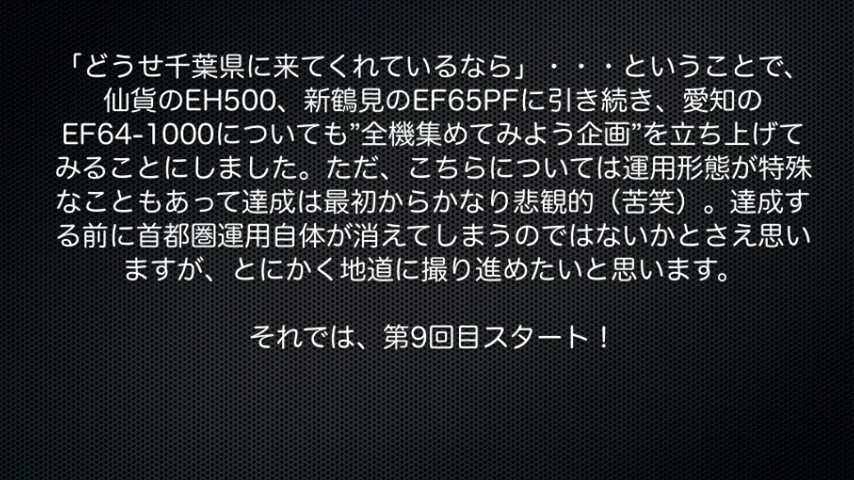 「どうせ千葉県に来てくれているなら」・・・ということで、
仙貨のEH500、新鶴見のEF65PFに引き続き、愛知の
EF64-1000についても”全機集めてみよう企画”を立ち上げて
みることにしました。ただ、こちらについては運用形態が特殊
なこともあって達成は最初からかなり悲観的（苦笑）。達成す
る前に首都圏運用自体が消えてしまうのではないかとさえ思い
ますが、とにかく地道に撮り進めたいと思います。
それでは、第9回目スタート！